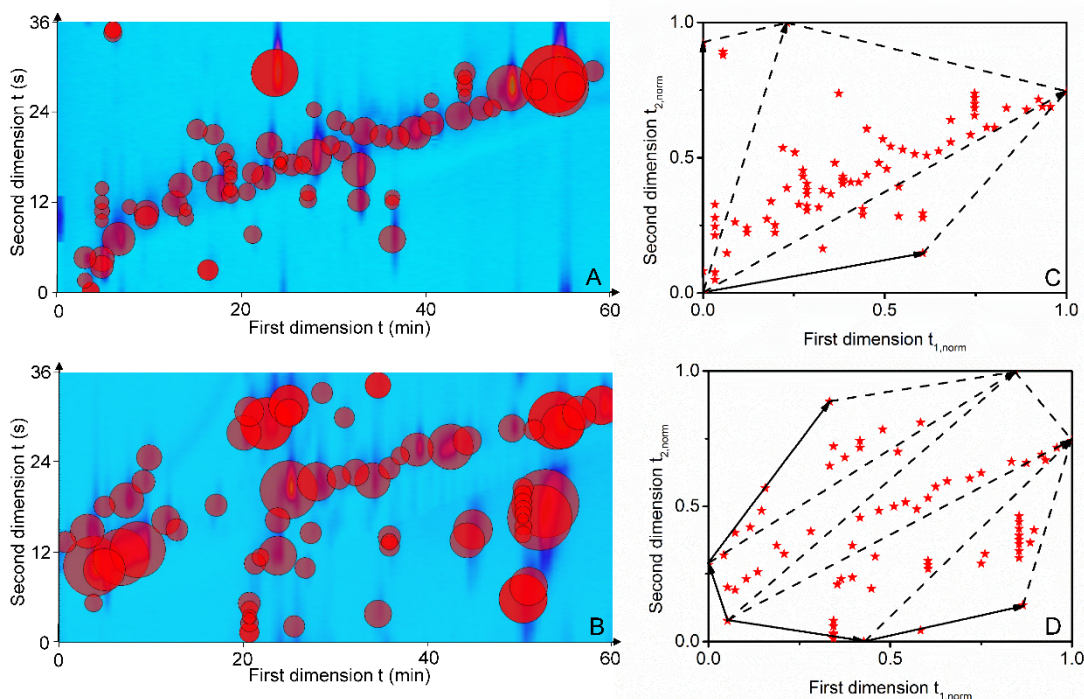 36
24
12
0
Second dimension t (s)
A
0
20
40
60
First dimension t (min)
1.0
0.5
0.0
Second dimension t2,norm
C
0.0
0.5
1.0
First dimension t1,norm
36
24
12
0
Second dimension t (s)
B
0
20
40
60
First dimension t (min)
1.0
0.5
0.0
Second dimension t2,norm
D
0.0
0.5
1.0
First dimension t1,norm